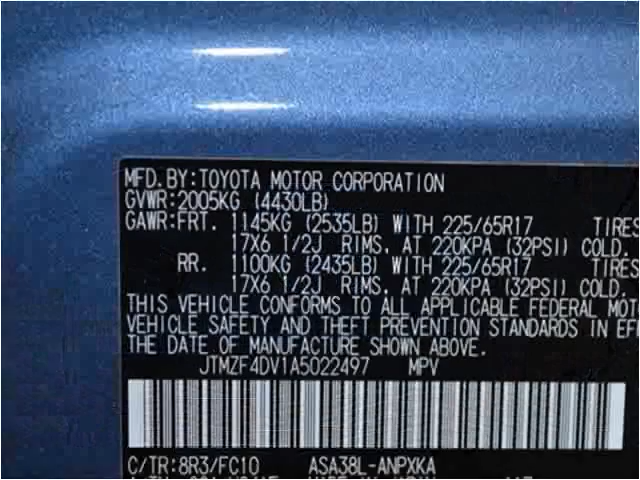 MFD.BY:TOYOTA MOTOR CORPORATION
GVWR:2005KG (4430LB)
GAWR:FRT. 1145KG (2535LB) WITH 225/65R17 TIRES
17X6 1/2J RIMS. AT 220KPA (32PSI) COLD.
RR. 1100KG (2435LB) WITH 225/65R17 TIRES
17X6 1/2J RIMS. AT 220KPA (32PSI) COLD.
THIS VEHICLE CONFORMS TO ALL APPLICABLE FEDERAL MOT
VEHICLE SAFETY AND THEFT PREVENTION STANDARDS IN EF
THE DATE OF MANUFACTURE SHOWN ABOVE.
JTMZF4DV1A5022497 MPV
C/TR:8R3/FC10 ASA38L-ANPXKA